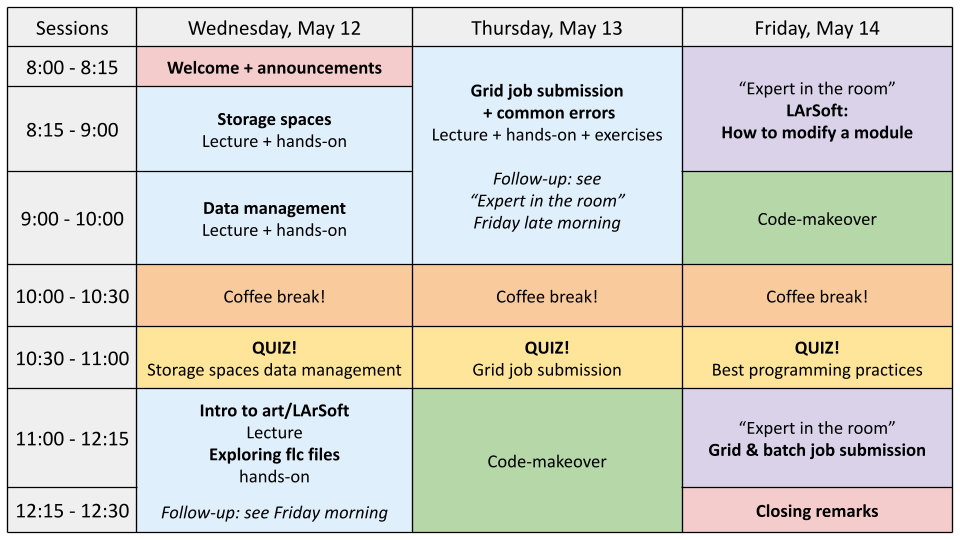 Sessions
Wednesday, May 12
Thursday, May 13
Friday, May 14
8:00 - 8:15
Welcome + announcements
Grid job submission
+ common errors
Lecture + hands-on + exercises
Follow-up: see
“Expert in the room”
Friday late morning
“Expert in the room”
LArSoft:
How to modify a module
8:15 - 9:00
Storage spaces
Lecture + hands-on
9:00 - 10:00
Data management
Lecture + hands-on
Code-makeover
10:00 - 10:30
Coffee break!
Coffee break!
Coffee break!
10:30 - 11:00
QUIZ!
Storage spaces data management
QUIZ!
Grid job submission
QUIZ!
Best programming practices
11:00 - 12:15
Intro to art/LArSoft
Lecture
Exploring flc files
hands-on
Follow-up: see Friday morning
Code-makeover
“Expert in the room”
Grid & batch job submission
12:15 - 12:30
Closing remarks